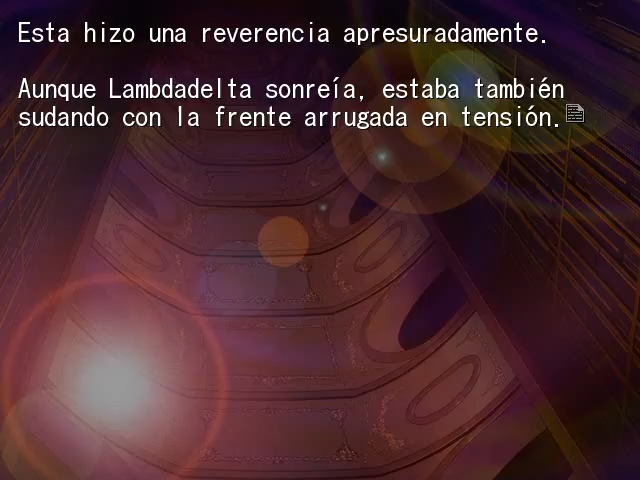 Esta hizo una reverencia apresuradamente.
Aunque Lambdadelta sonreía, estaba también
sudando con la frente arrugada en tensión.